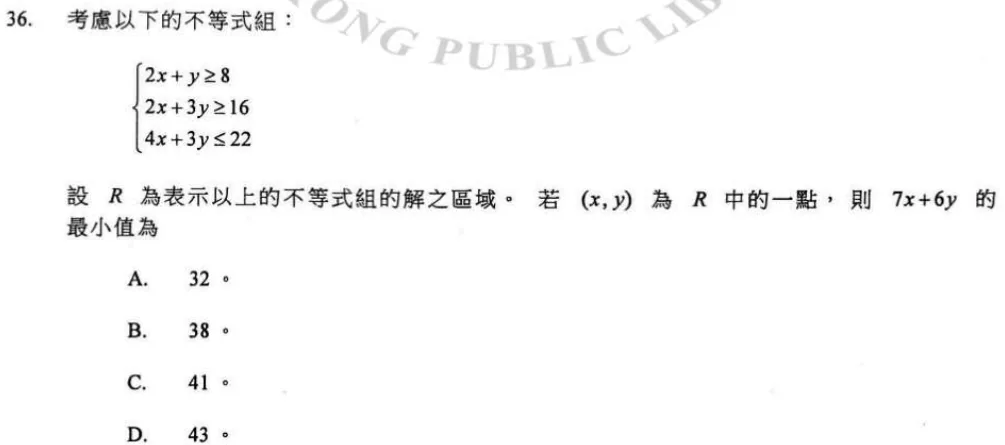 ONG PUBLIC LIB
36. 考慮以下的不等式組：
2x + y ≥ 8
2x + 3y ≥ 16
4x + 3y ≤ 22
設 R 為表示以上的不等式組的解之區域。 若 (x, y) 為 R 中的一點， 則 7x+6y 的
最小值為
A. 32 。
B. 38 。
C. 41 。
D. 43 。